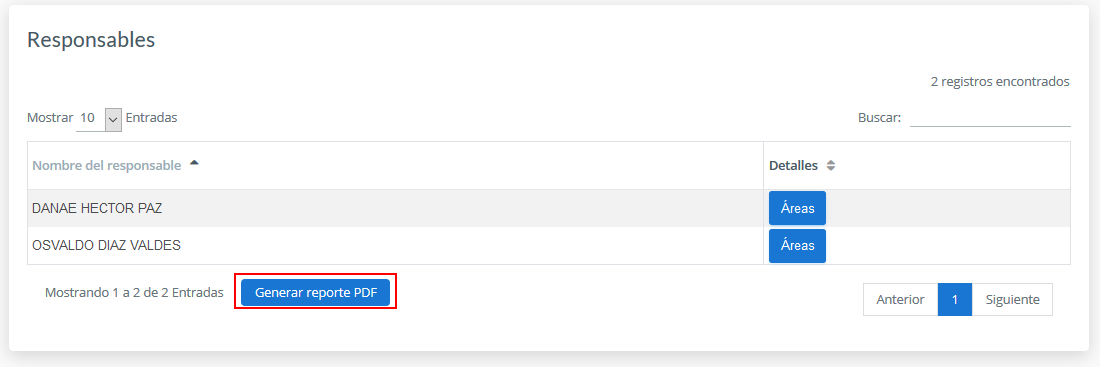 Responsables
2 registros encontrados
Mostrar 10 Entradas
Buscar:
Nombre del responsable
Detalles
DANAE HECTOR PAZ
Áreas
OSVALDO DIAZ VALDES
Áreas
Mostrando 1 a 2 de 2 Entradas
Generar reporte PDF
Anterior 1 Siguiente